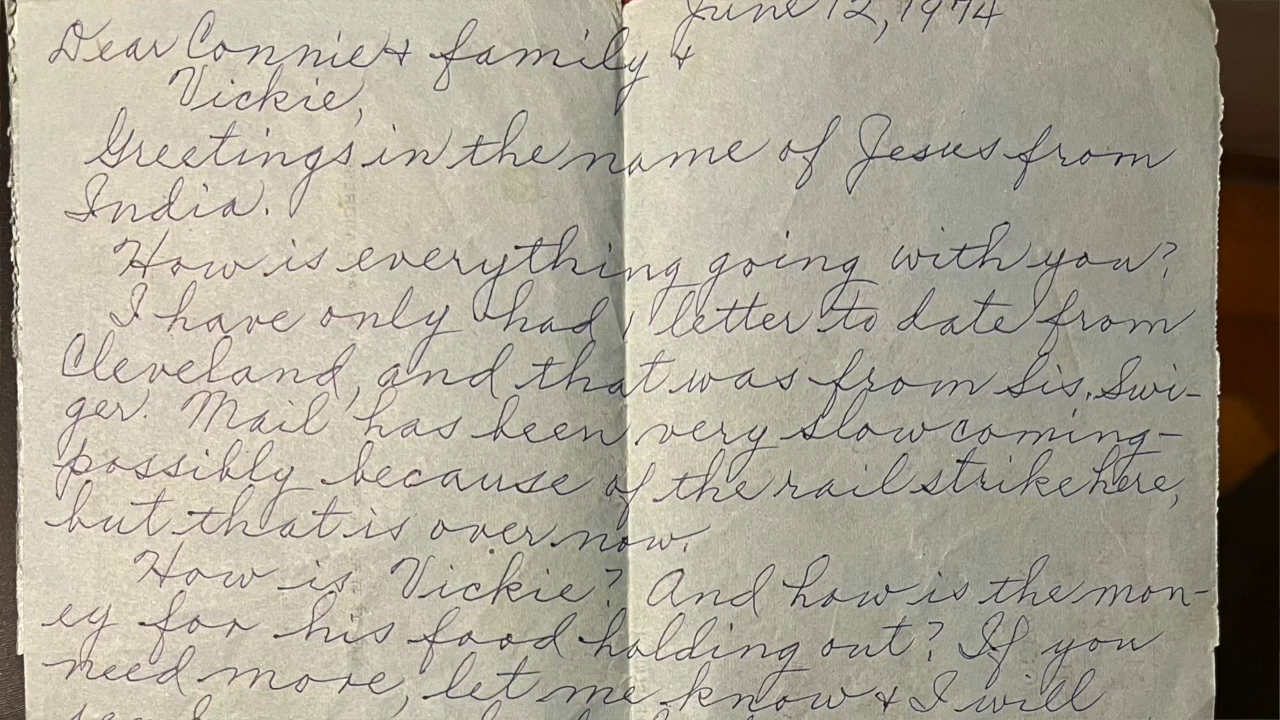 June 12, 1974
Dear Connie & family &
Vickie,
Greetings in the name of Jesus from
India.
How is everything going with you?
I have only had 1 letter to date from
Cleveland, and that was from Sis. Swi-
ger. Mail has been very slow coming-
possibly because of the rail strike here,
but that is over now.
How is Vickie? And how is the mon-
ey for his food holding out? If you
need more, let me know & I will